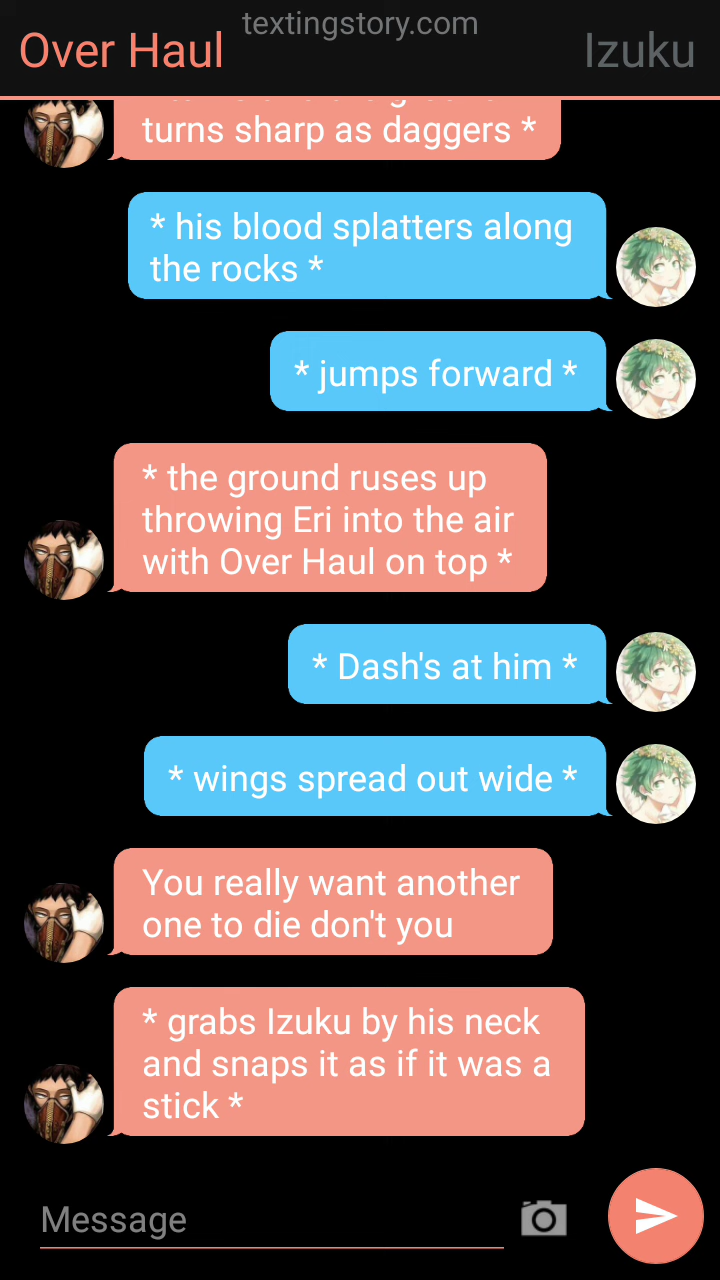 textingstory.com
Over Haul
Izuku
turns sharp as daggers *
* his blood splatters along
the rocks *
* jumps forward *
* the ground ruses up
throwing Eri into the air
with Over Haul on top *
* Dash's at him *
* wings spread out wide *
You really want another
one to die don't you
* grabs Izuku by his neck
and snaps it as if it was a
stick *
Message